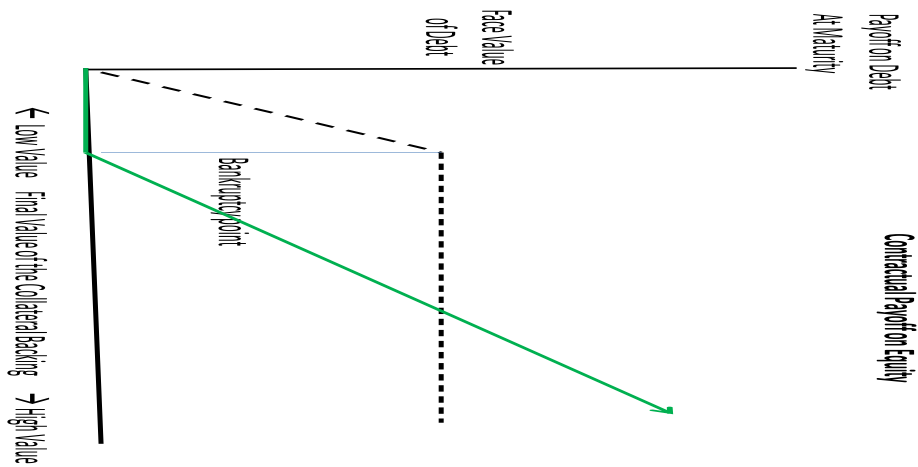 Contractual Payoff on Equity
Payoff on Debt
At Maturity
Face Value
of Debt
Bankruptcy point
← Low Value Final Value of the Collateral Backing → High Value